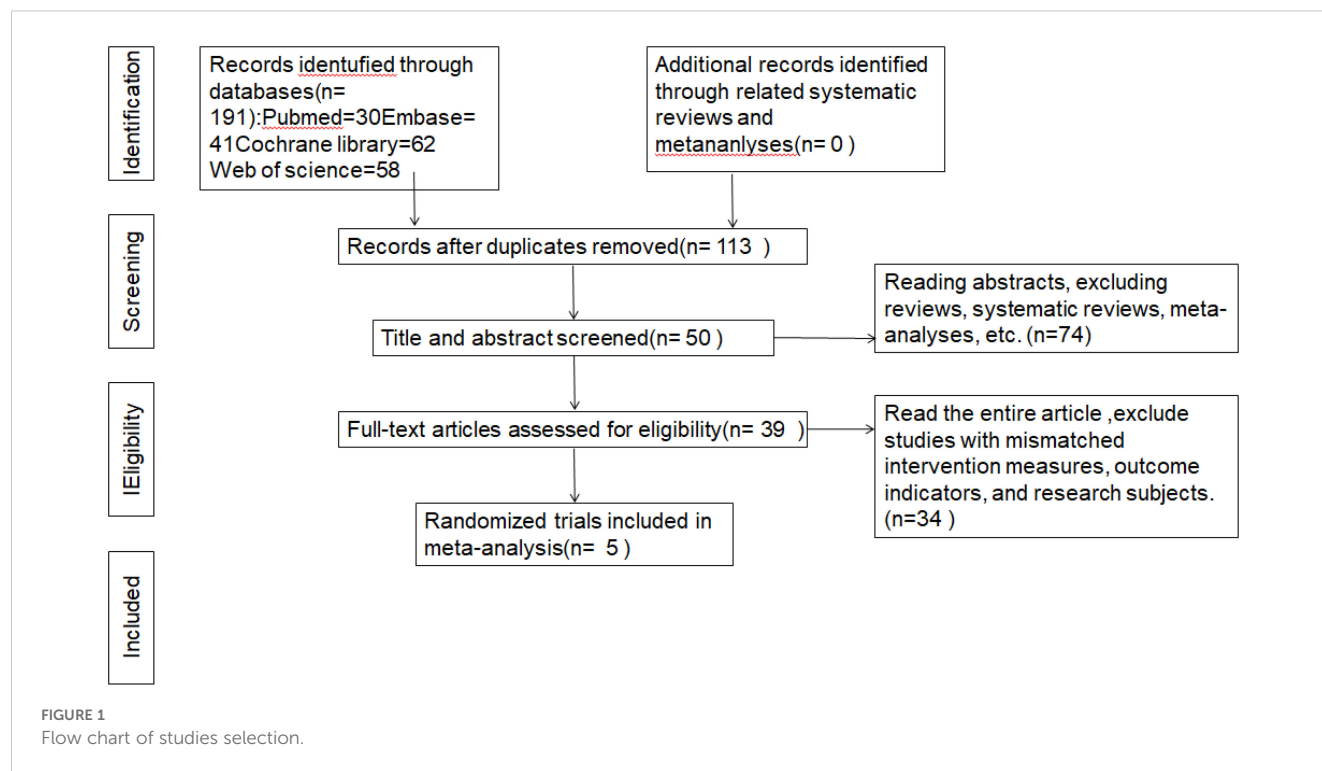 Identification
Records identufied through
databases(n=
191):Pubmed=30Embase=
41Cochrane library=62
Web of science=58
Additional records identified
through related systematic
reviews and
metananlyses(n= 0 )
Screening
Records after duplicates removed(n= 113 )
Title and abstract screened(n= 50 )
Reading abstracts, excluding
reviews, systematic reviews, meta-
analyses, etc. (n=74)
IEligibility
Full-text articles assessed for eligibility(n= 39 )
Read the entire article ,exclude
studies with mismatched
intervention measures, outcome
indicators, and research subjects.
(n=34 )
Randomized trials included in
meta-analysis(n= 5 )
Included
FIGURE 1
Flow chart of studies selection.